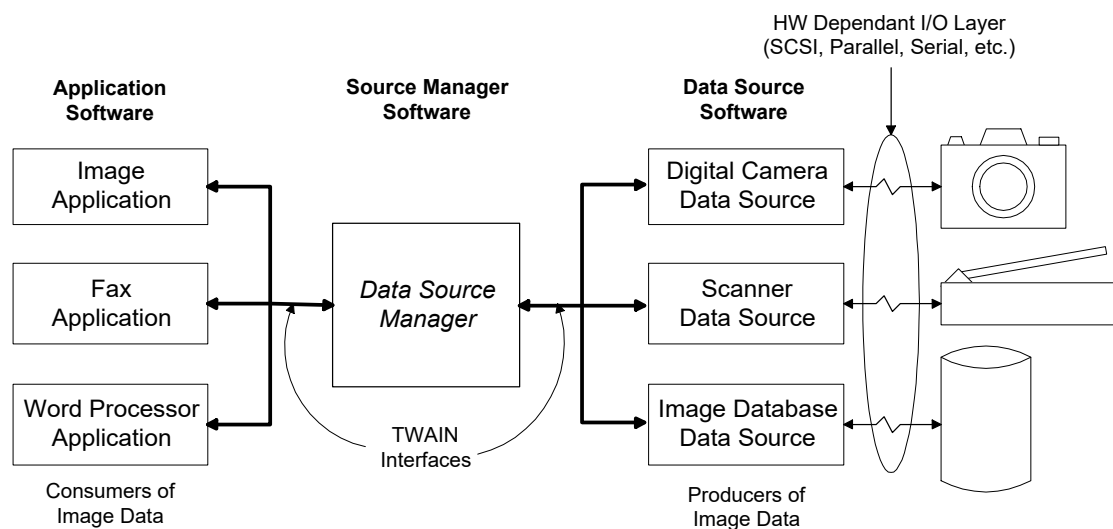 HW Dependant I/O Layer
(SCSI, Parallel, Serial, etc.)
Application
Software
Source Manager
Software
Data Source
Software
Image
Application
Fax
Application
Word Processor
Application
Consumers of
Image Data
Data Source
Manager
TWAIN
Interfaces
Digital Camera
Data Source
Scanner
Data Source
Image Database
Data Source
Producers of
Image Data